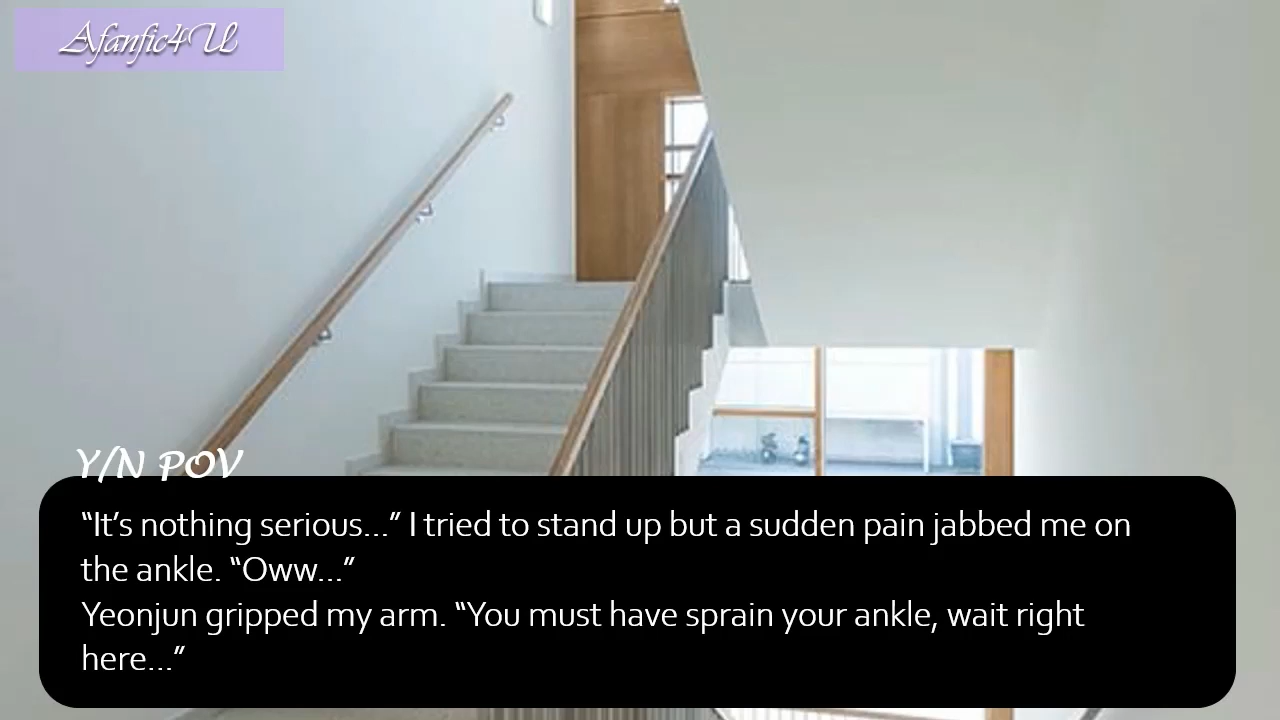 Afanfic4U
Y/N POV
“It’s nothing serious...” I tried to stand up but a sudden pain jabbed me on
the ankle. “Oww...”
Yeonjun gripped my arm. “You must have sprain your ankle, wait right
here...”